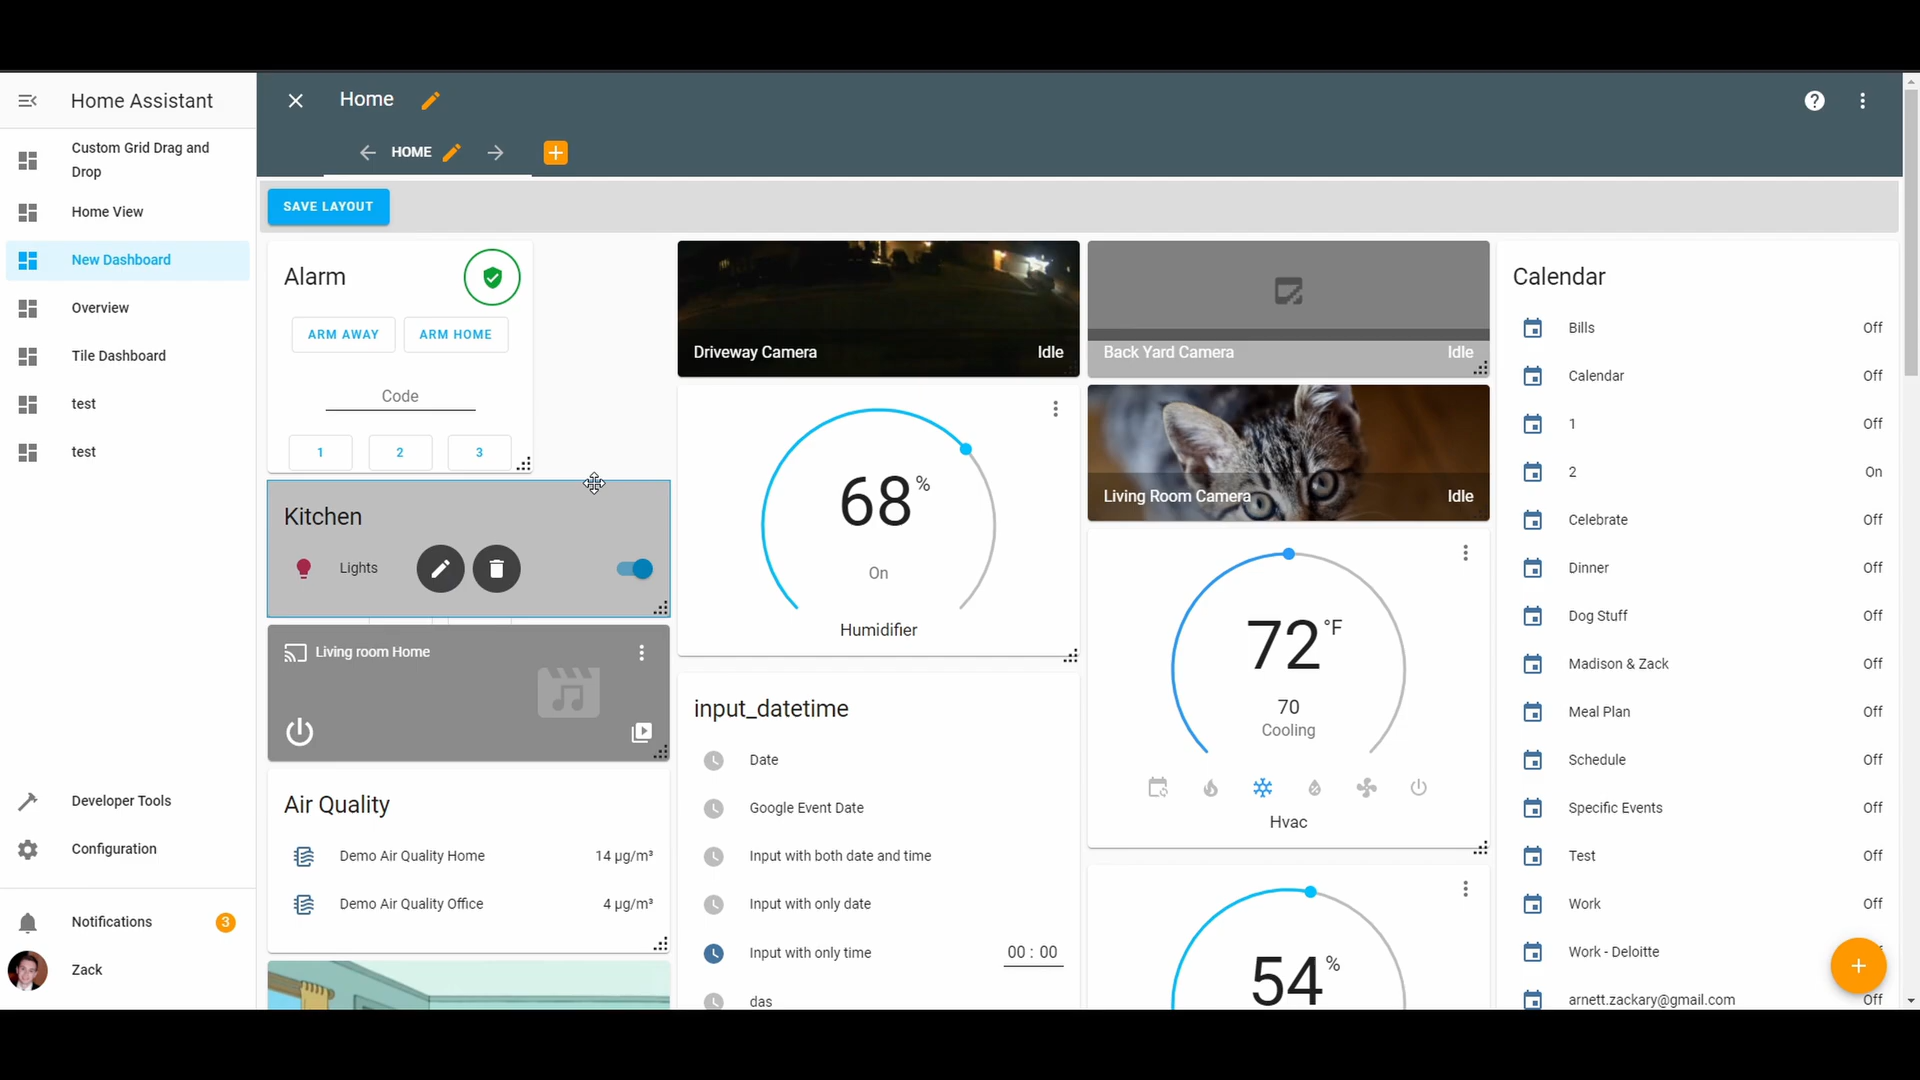 Home Assistant
Custom Grid Drag and
Drop
Home View
New Dashboard
Overview
Tile Dashboard
test
test
Developer Tools
Configuration
Notifications
3
Zack
Home
HOME
SAVE LAYOUT
Alarm
ARM AWAY
ARM HOME
Code
1
2
3
Kitchen
Lights
Living room Home
Air Quality
Demo Air Quality Home
14 µg/m³
Demo Air Quality Office
4 µg/m³
Driveway Camera
Idle
68
%
On
Humidifier
input_datetime
Date
Google Event Date
Input with both date and time
Input with only date
Input with only time
00 : 00
das
Back Yard Camera
Idle
Living Room Camera
Idle
72
°F
70
Cooling
Hvac
54
%
Calendar
Bills
Off
Calendar
Off
1
Off
2
On
Celebrate
Off
Dinner
Off
Dog Stuff
Off
Madison & Zack
Off
Meal Plan
Off
Schedule
Off
Specific Events
Off
Test
Off
Work
Off
Work - Deloitte
arnett.zackary@gmail.com
Off